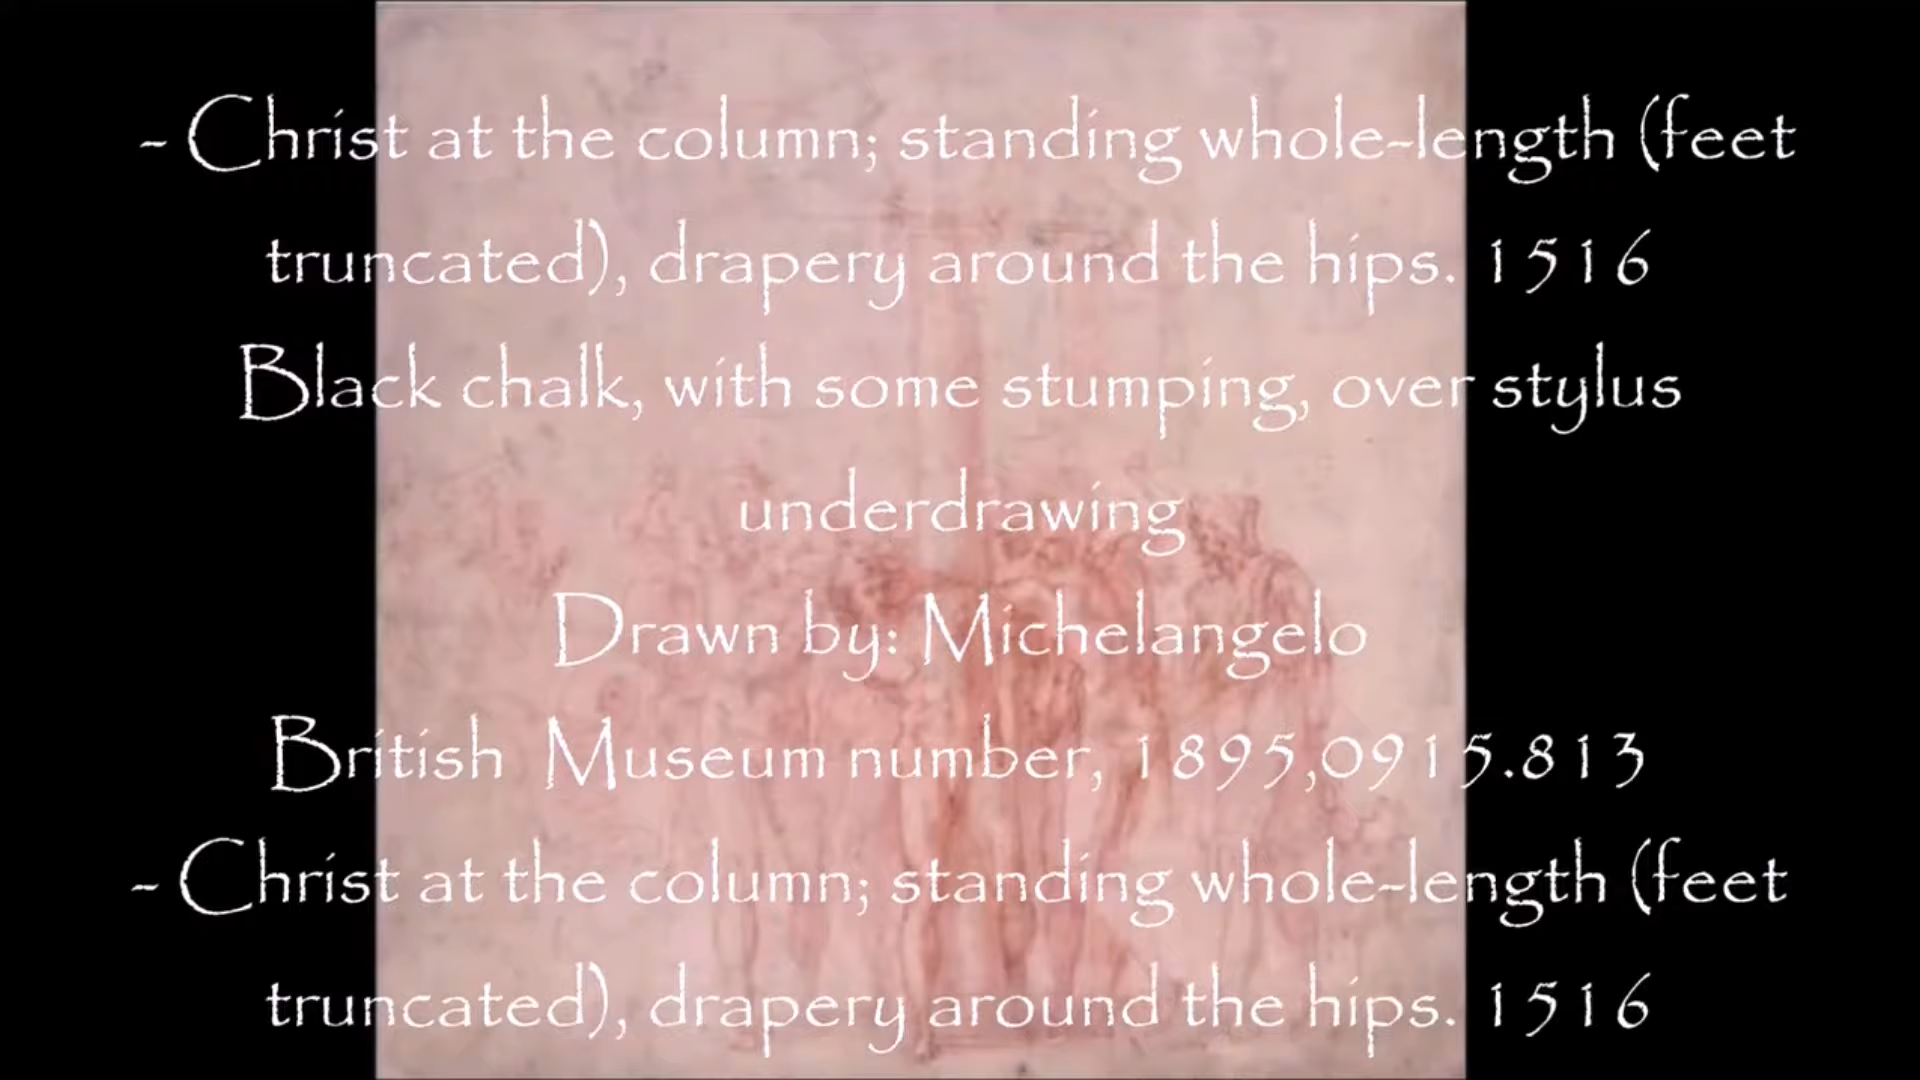 - Christ at the column; standing whole-length (feet
truncated), drapery around the hips. 1516
Black chalk, with some stumping, over stylus
underdrawing
Drawn by: Michelangelo
British Museum number, 1895,0915.813
- Christ at the column; standing whole-length (feet
truncated), drapery around the hips. 1516